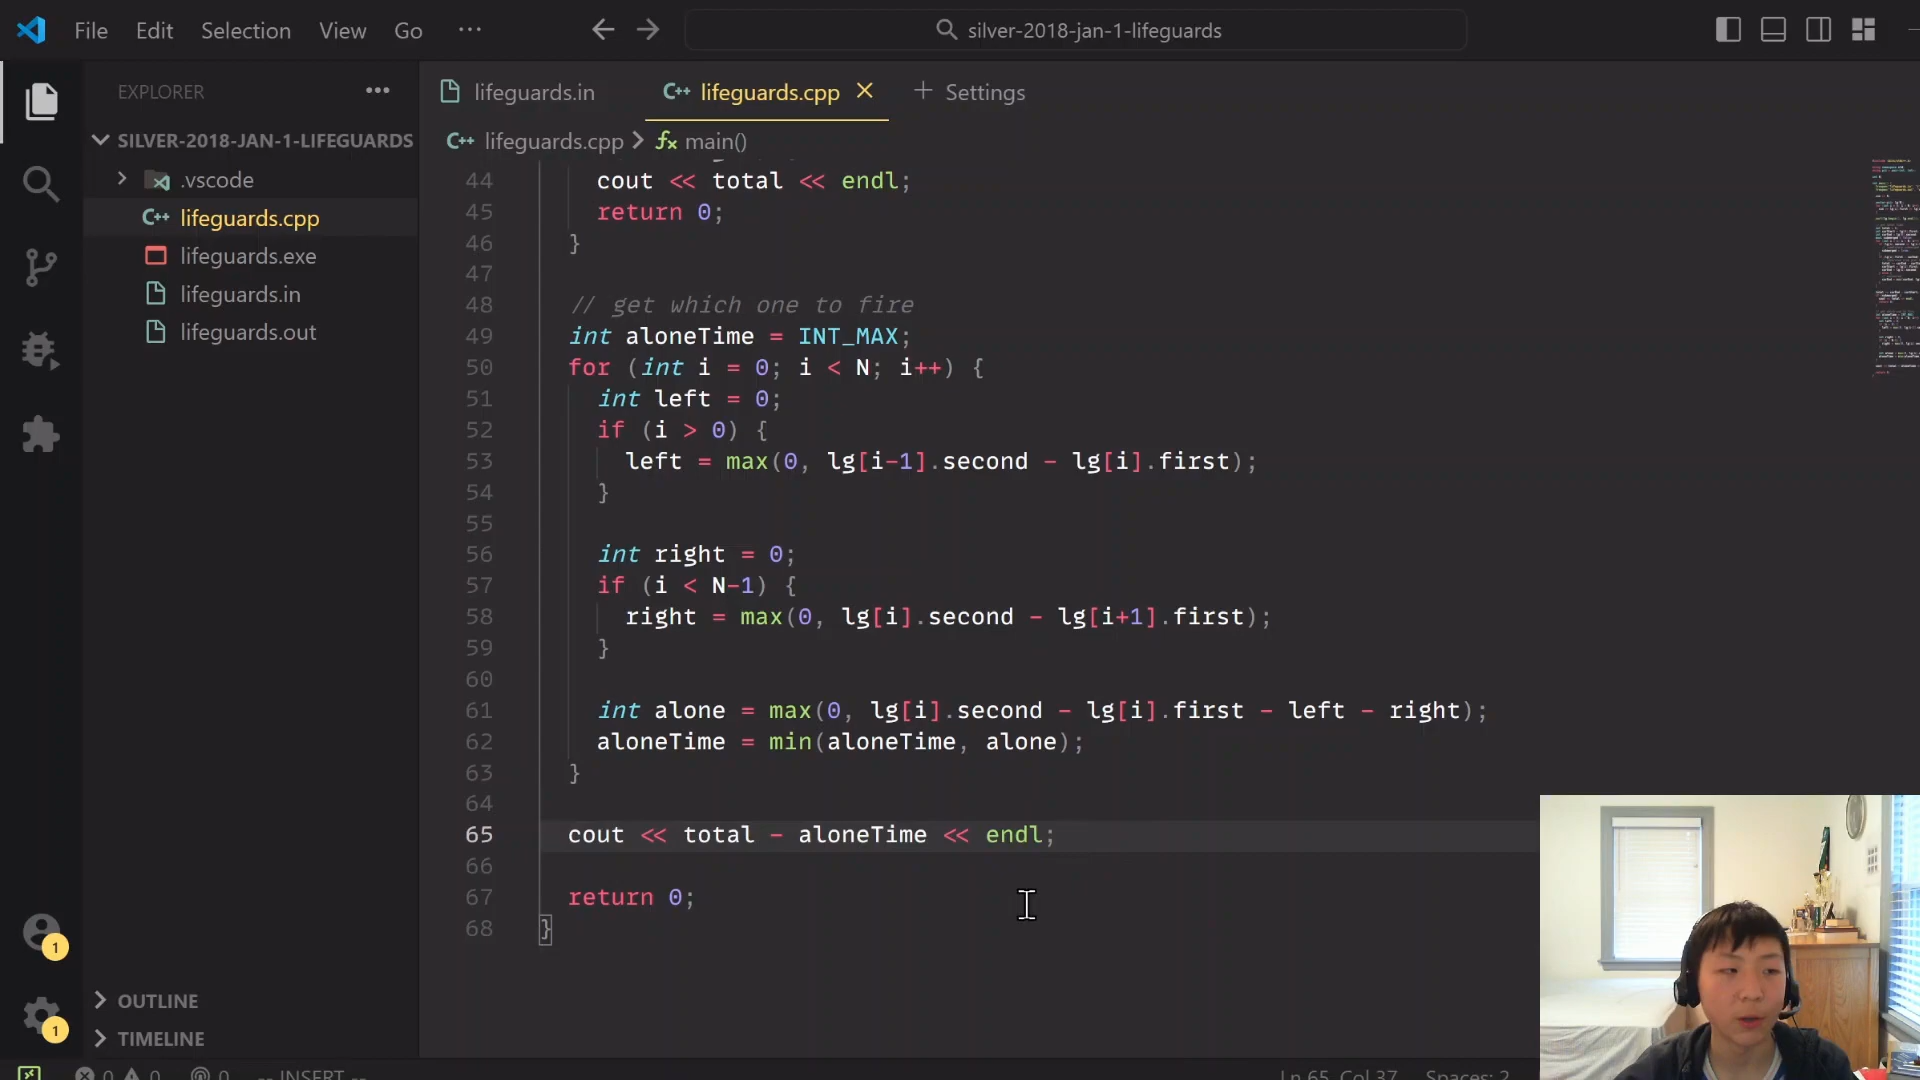 File Edit Selection View Go ···
silver-2018-jan-1-lifeguards
EXPLORER ···
SILVER-2018-JAN-1-LIFEGUARDS
.vscode
C++ lifeguards.cpp
lifeguards.exe
lifeguards.in
lifeguards.out
OUTLINE
TIMELINE
1
1
lifeguards.in
C++ lifeguards.cpp
Settings
C++ lifeguards.cpp > fx main()
44 cout << total << endl;
45 return 0;
46 }
47
48 // get which one to fire
49 int aloneTime = INT_MAX;
50 for (int i = 0; i < N; i++) {
51 int left = 0;
52 if (i > 0) {
53 left = max(0, lg[i-1].second - lg[i].first);
54 }
55
56 int right = 0;
57 if (i < N-1) {
58 right = max(0, lg[i].second - lg[i+1].first);
59 }
60
61 int alone = max(0, lg[i].second - lg[i].first - left - right);
62 aloneTime = min(aloneTime, alone);
63 }
64
65 cout << total - aloneTime << endl;
66
67 return 0;
68 }
0 0 0 -- INSERT --
Ln 65, Col 37 Spaces: 2